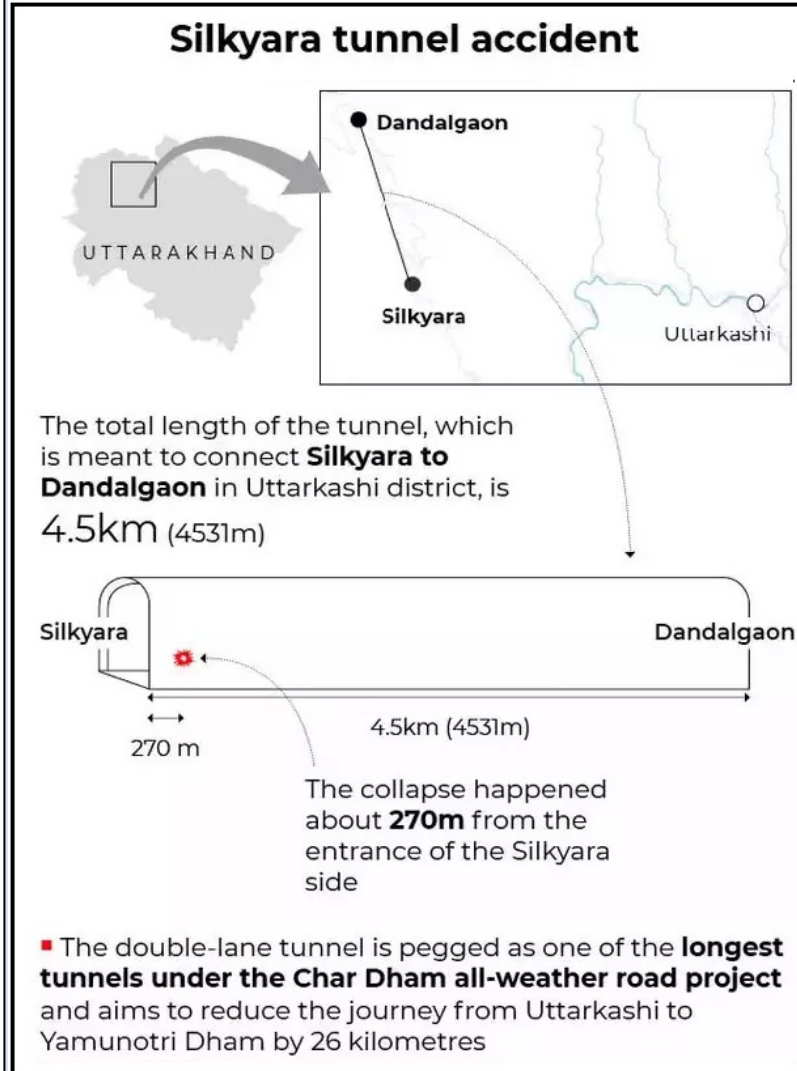 Silkyara tunnel accident
UTTARAKHAND
Dandalgaon
Silkyara
Uttarkashi
The total length of the tunnel, which
is meant to connect Silkyara to
Dandalgaon in Uttarkashi district, is
4.5km (4531m)
Silkyara
Dandalgaon
4.5km (4531m)
270 m
The collapse happened
about 270m from the
entrance of the Silkyara
side
The double-lane tunnel is pegged as one of the longest
tunnels under the Char Dham all-weather road project
and aims to reduce the journey from Uttarkashi to
Yamunotri Dham by 26 kilometres